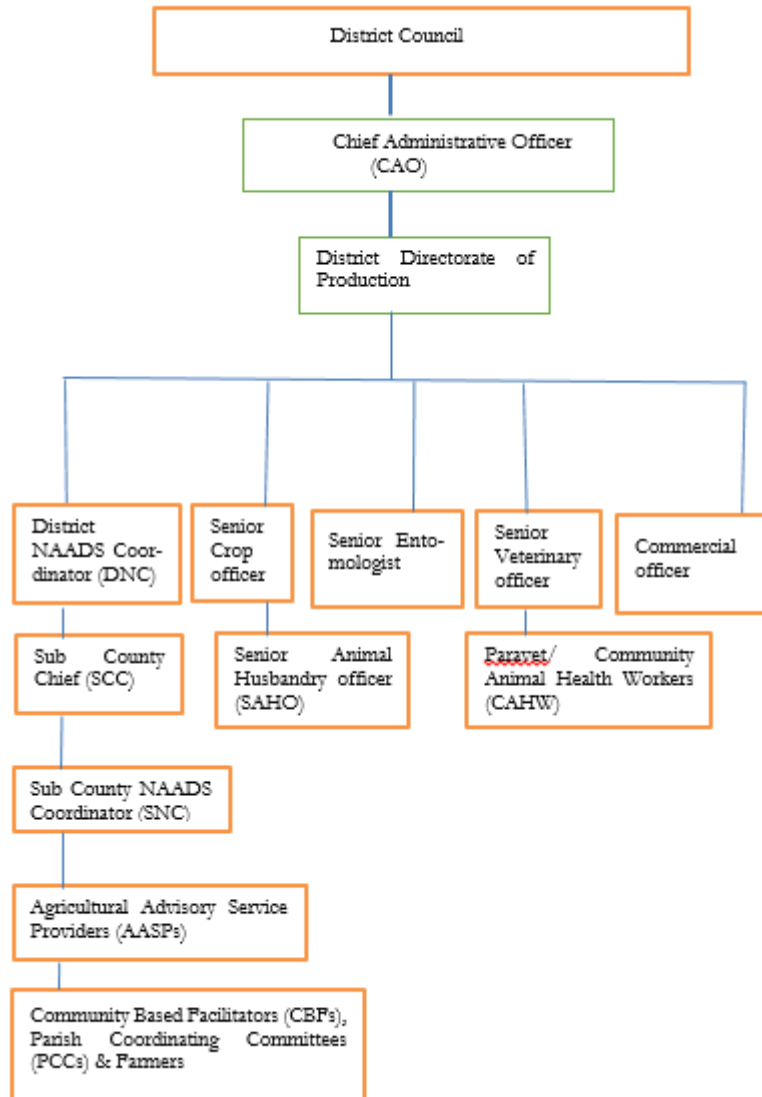 District Council
Chief Administrative Officer
(CAO)
District Directorate of
Production
District
NAADS Coor-
dinator (DNC)
Senior
Crop
officer
Senior Ento-
mologist
Senior
Veterinary
officer
Commercial
officer
Sub County
Chief (SCC)
Senior Animal
Husbandry officer
(SAHO)
Paravet/ Community
Animal Health Workers
(CAHW)
Sub County NAADS
Coordinator (SNC)
Agricultural Advisory Service
Providers (AASPs)
Community Based Facilitators (CBFs),
Parish Coordinating Committees
(PCCs) & Farmers